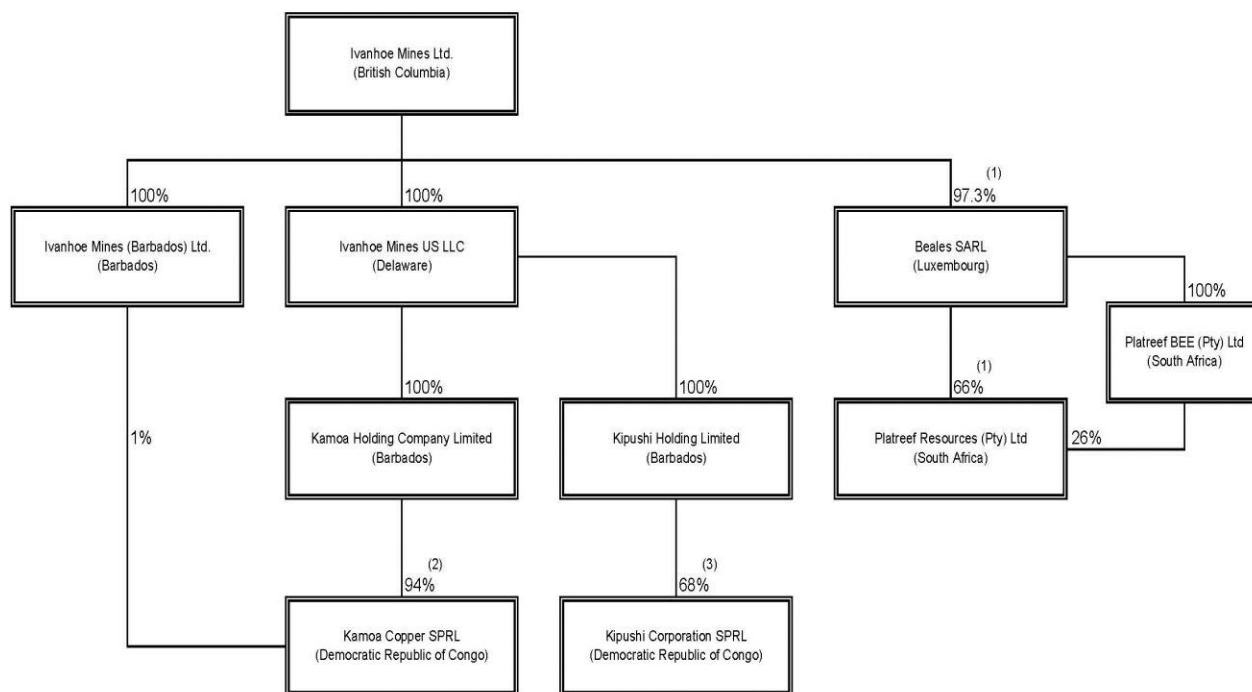 Ivanhoe Mines Ltd.
(British Columbia)
(1)
100%
100%
97.3%
Ivanhoe Mines (Barbados) Ltd.
(Barbados)
Ivanhoe Mines US LLC
(Delaware)
Beales SARL
(Luxembourg)
100%
Platreef BEE (Pty) Ltd
(South Africa)
(1)
100%
100%
66%
1%
Kamoa Holding Company Limited
(Barbados)
Kipushi Holding Limited
(Barbados)
Platreef Resources (Pty) Ltd
(South Africa)
26%
(2)
(3)
94%
68%
Kamoa Copper SPRL
(Democratic Republic of Congo)
Kipushi Corporation SPRL
(Democratic Republic of Congo)